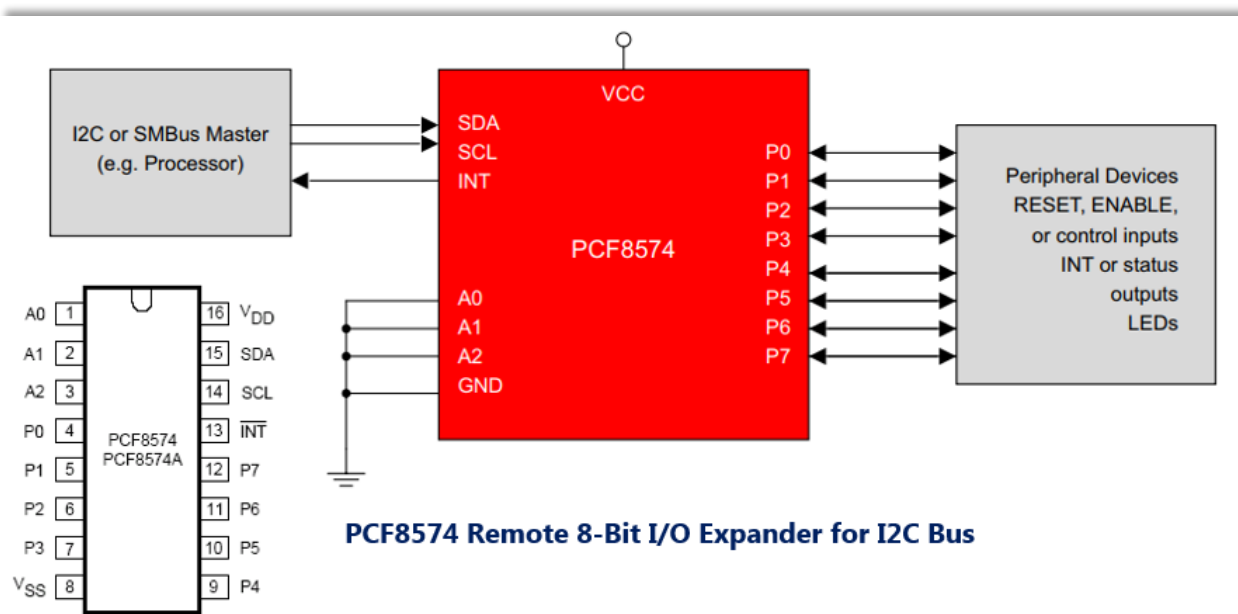 I2C or SMBus Master
(e.g. Processor)
VCC
SDA
SCL
INT
A0
A1
A2
GND
PCF8574
P0
P1
P2
P3
P4
P5
P6
P7
Peripheral Devices
RESET, ENABLE,
or control inputs
INT or status
outputs
LEDs
A0 1
A1 2
A2 3
P0 4
P1 5
P2 6
P3 7
VSS 8
PCF8574
PCF8574A
16 VDD
15 SDA
14 SCL
13 INT
12 P7
11 P6
10 P5
9 P4
PCF8574 Remote 8-Bit I/O Expander for I2C Bus